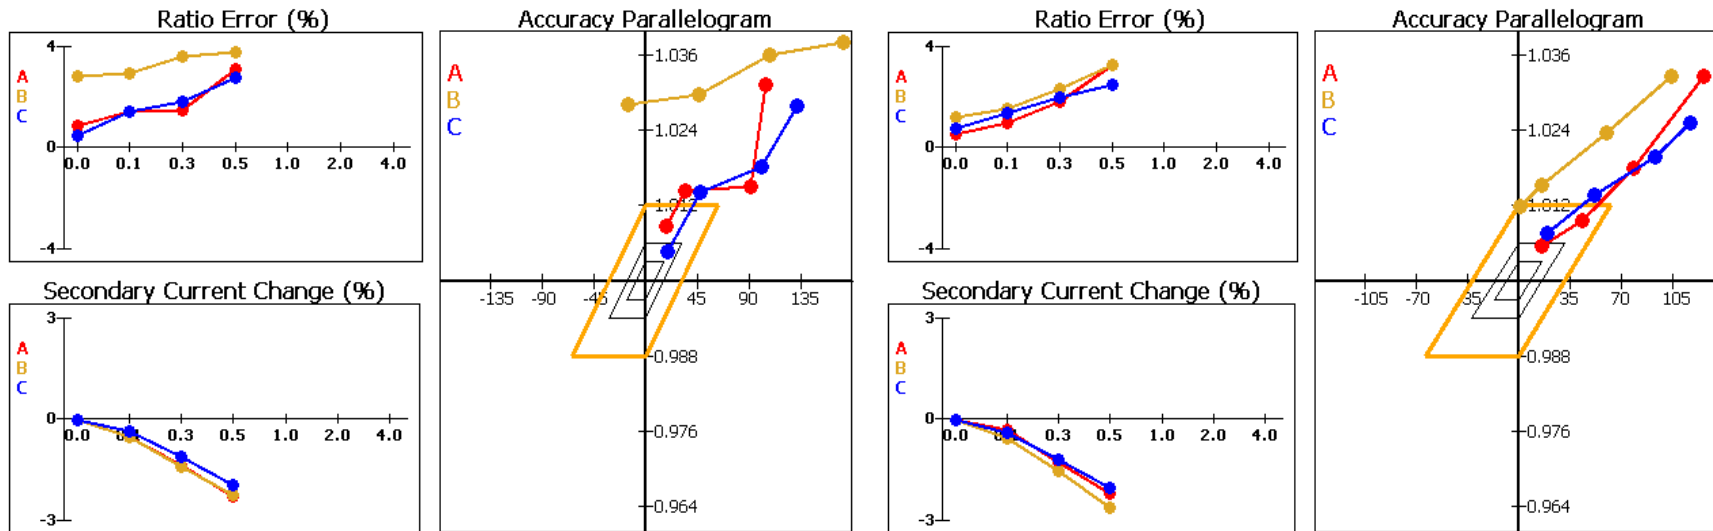 Ratio Error (%)
4
0
-4
A
B
C
0.0 0.1 0.3 0.5 1.0 2.0 4.0
Secondary Current Change (%)
3
0
-3
A
B
C
0.0 0.3 0.5 1.0 2.0 4.0
Accuracy Parallelogram
A
B
C
1.036
1.024
1.012
-135 -90 -45 45 90 135
0.988
0.976
0.964
Ratio Error (%)
4
0
-4
A
B
C
0.0 0.1 0.3 0.5 1.0 2.0 4.0
Secondary Current Change (%)
3
0
-3
A
B
C
0.0 0.3 0.5 1.0 2.0 4.0
Accuracy Parallelogram
A
B
C
1.036
1.024
1.012
-105 -70 -35 35 70 105
0.988
0.976
0.964